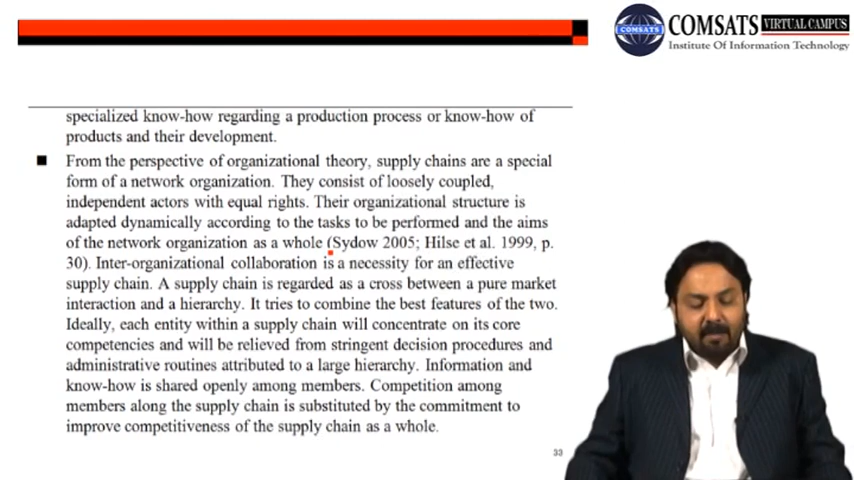 COMSATS
COMSATS VIRTUAL CAMPUS
Institute Of Information Technology
specialized know-how regarding a production process or know-how of
products and their development.
From the perspective of organizational theory, supply chains are a special
form of a network organization. They consist of loosely coupled,
independent actors with equal rights. Their organizational structure is
adapted dynamically according to the tasks to be performed and the aims
of the network organization as a whole (Sydow 2005; Hilse et al. 1999, p.
30). Inter-organizational collaboration is a necessity for an effective
supply chain. A supply chain is regarded as a cross between a pure market
interaction and a hierarchy. It tries to combine the best features of the two.
Ideally, each entity within a supply chain will concentrate on its core
competencies and will be relieved from stringent decision procedures and
administrative routines attributed to a large hierarchy. Information and
know-how is shared openly among members. Competition among
members along the supply chain is substituted by the commitment to
improve competitiveness of the supply chain as a whole.
33